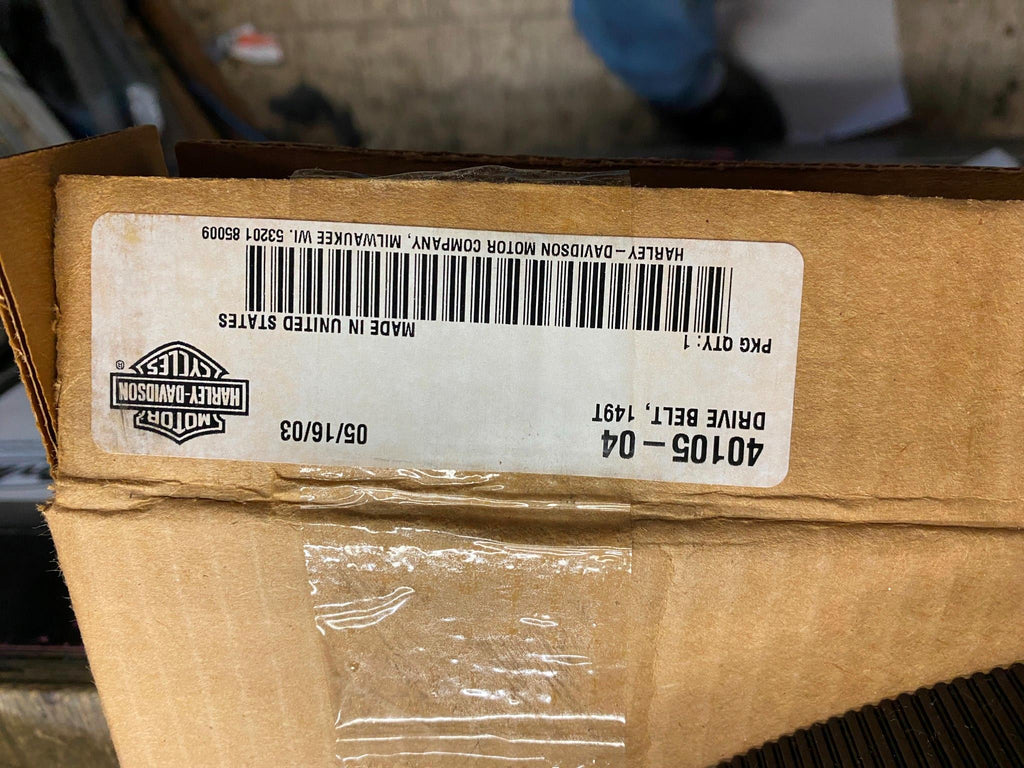 40105-04
DRIVE BELT, 149T
05/16/03
MOTOR
HARLEY-DAVIDSON
CYCLES
®
PKG QTY: 1
MADE IN UNITED STATES
HARLEY-DAVIDSON MOTOR COMPANY, MILWAUKEE WI. 53201 85009